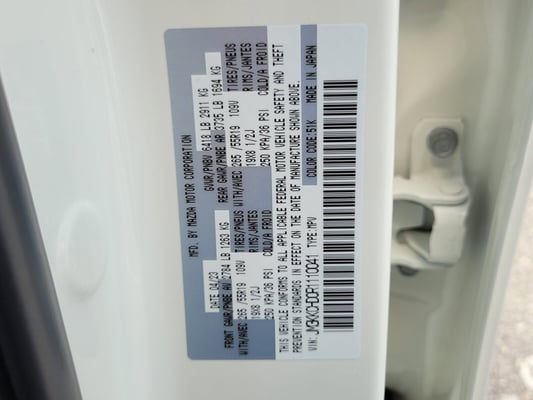 MFD. BY MAZDA MOTOR CORPORATION
DATE 04/23 GVWR/PNBV 6418 LB 2911 KG
FRONT GAWR/PNBE AV 2784 LB 1263 KG REAR GAWR/PNBE AR 3735 LB 1694 KG
WITH/AVEC TIRES/PNEUS RIMS/JANTES COLD/A FROID WITH/AVEC TIRES/PNEUS RIMS/JANTES COLD/A FROID
265 /55R19 109V 19X8 1/2J 250 KPA/36 PSI 265 /55R19 109V 19X8 1/2J 250 KPA/36 PSI
THIS VEHICLE CONFORMS TO ALL APPLICABLE FEDERAL MOTOR VEHICLE SAFETY AND THEFT
PREVENTION STANDARDS IN EFFECT ON THE DATE OF MANUFACTURE SHOWN ABOVE.
VIN: TYPE: MPV COLOR CODE: 51K MADE IN JAPAN